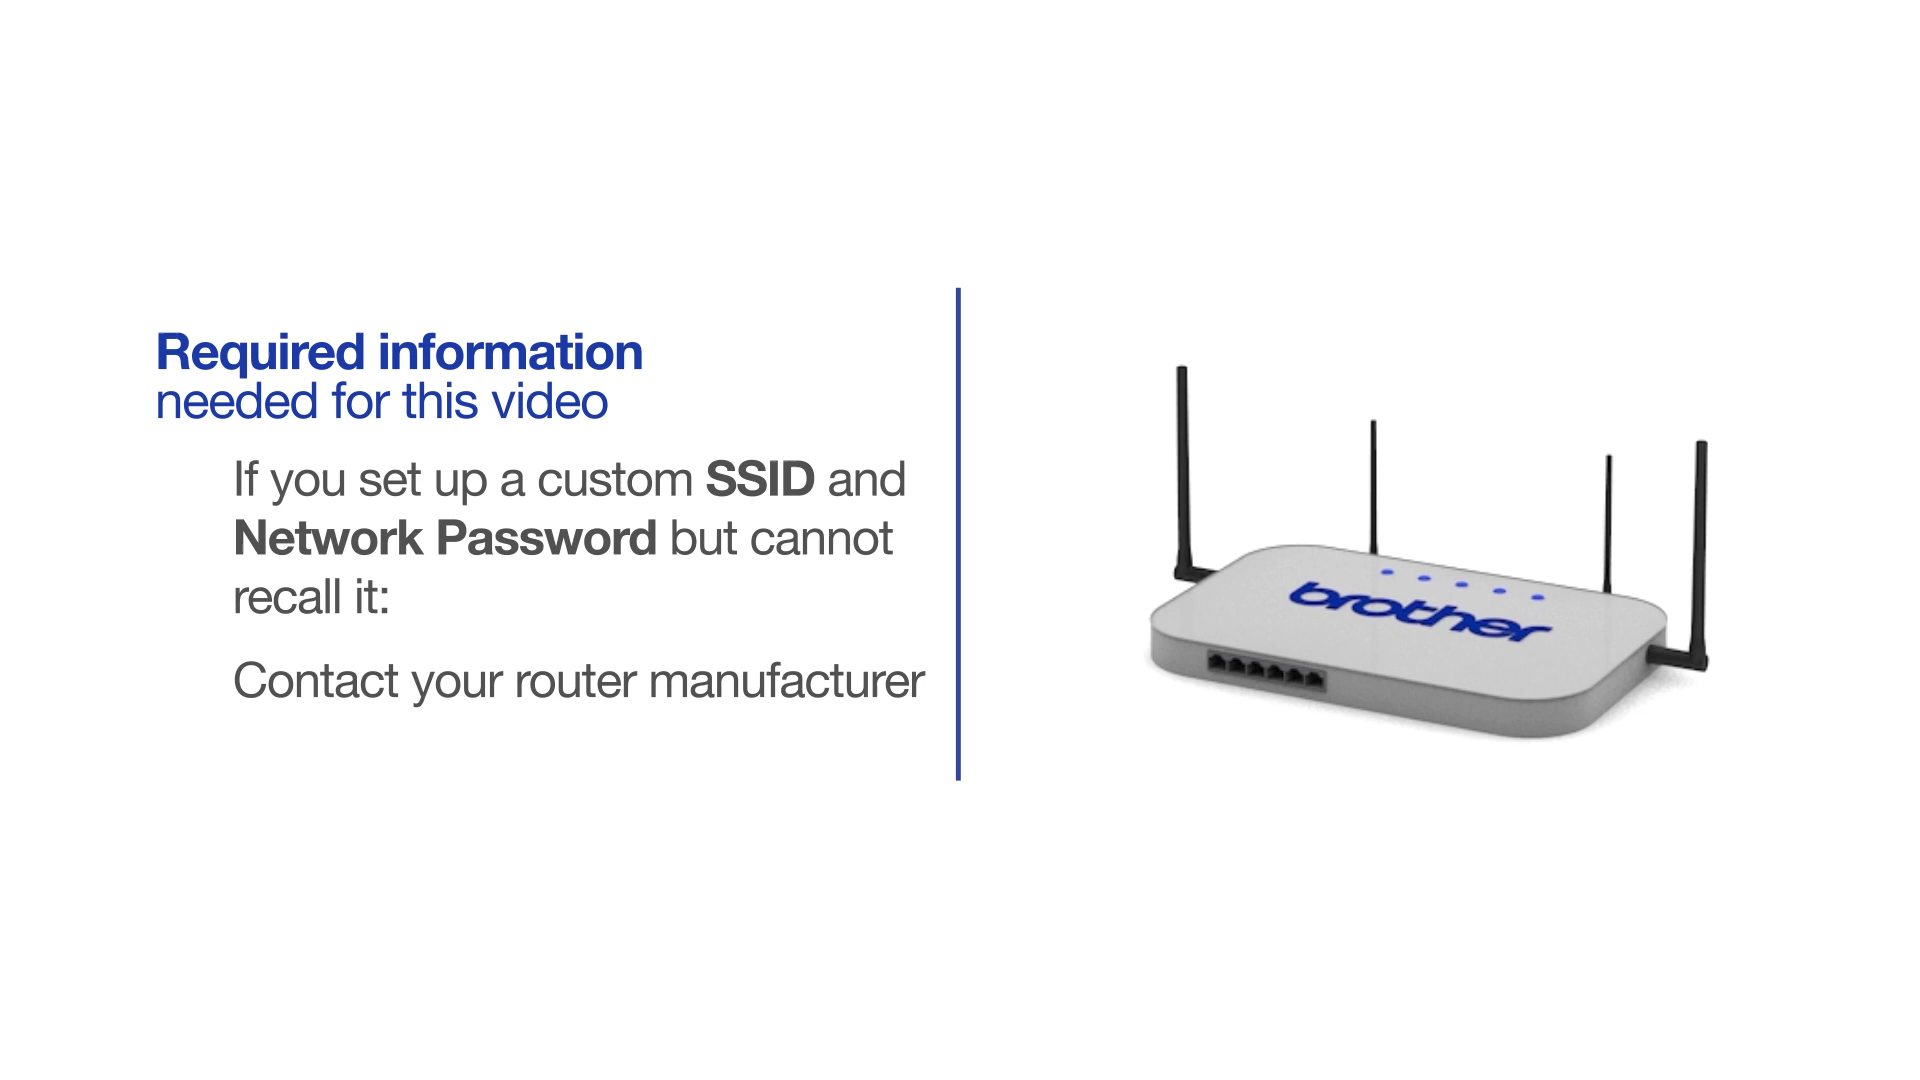 Required information
needed for this video
If you set up a custom SSID and
Network Password but cannot
recall it:
Contact your router manufacturer
brother